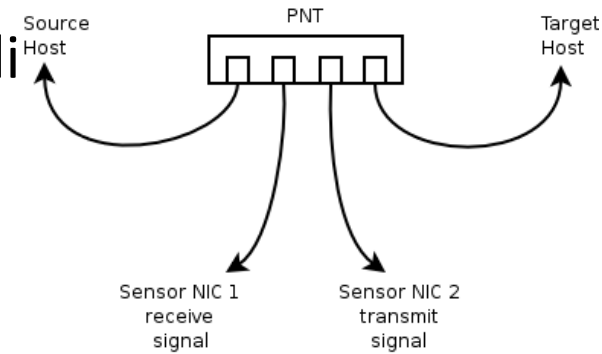 Source
Host
PNT
Target
Host
Sensor NIC 1
receive
signal
Sensor NIC 2
transmit
signal